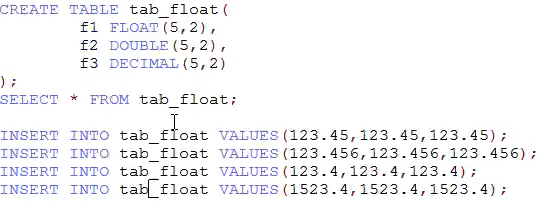 CREATE TABLE tab_float(
f1 FLOAT(5,2),
f2 DOUBLE(5,2),
f3 DECIMAL(5,2)
);
SELECT * FROM tab_float;
INSERT INTO tab_float VALUES(123.45,123.45,123.45);
INSERT INTO tab_float VALUES(123.456,123.456,123.456);
INSERT INTO tab_float VALUES(123.4,123.4,123.4);
INSERT INTO tab_float VALUES(1523.4,1523.4,1523.4);